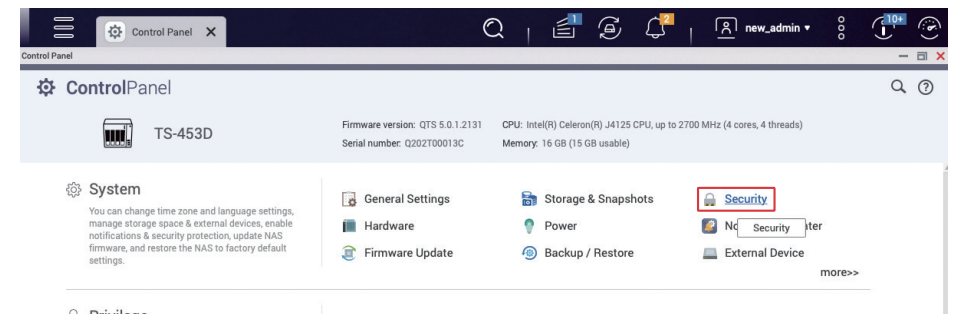 Control Panel
1
2
new_admin
10+
Control Panel
ControlPanel
TS-453D
Firmware version: QTS 5.0.1.2131
CPU: Intel(R) Celeron(R) J4125 CPU, up to 2700 MHz (4 cores, 4 threads)
Serial number: Q202T00013C
Memory: 16 GB (15 GB usable)
System
You can change time zone and language settings,
manage storage space & external devices, enable
notifications & security protection, update NAS
firmware, and restore the NAS to factory default
settings.
General Settings
Storage & Snapshots
Security
Hardware
Power
Security
Firmware Update
Backup / Restore
External Device
more>>